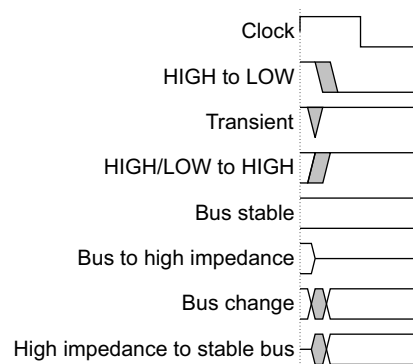 Clock
HIGH to LOW
Transient
HIGH/LOW to HIGH
Bus stable
Bus to high impedance
Bus change
High impedance to stable bus